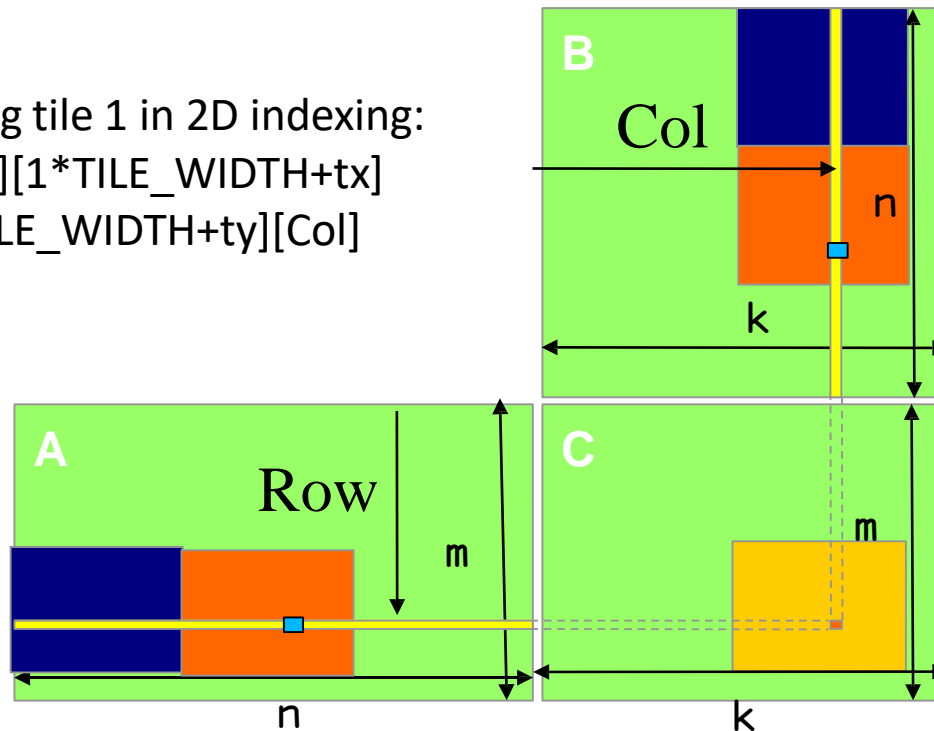 g tile 1 in 2D indexing:
][1*TILE_WIDTH+tx]
LE_WIDTH+ty][Col]
B
Col
n
k
A
Row
m
n
C
m
k